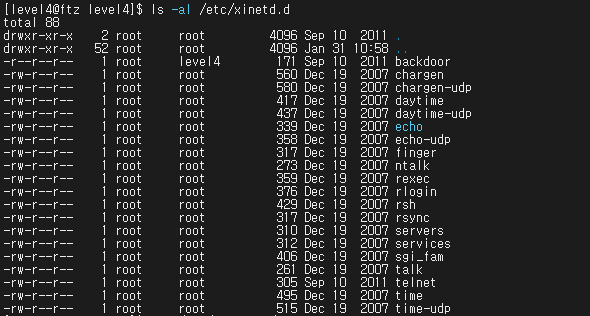 [level4@ftz level4]$ ls -al /etc/xinetd.d
total 88
drwxr-xr-x 2 root root 4096 Sep 10 2011 .
drwxr-xr-x 52 root root 4096 Jan 31 10:58 ..
-r--r--r-- 1 root level4 171 Sep 10 2011 backdoor
-rw-r--r-- 1 root root 560 Dec 19 2007 chargen
-rw-r--r-- 1 root root 580 Dec 19 2007 chargen-udp
-rw-r--r-- 1 root root 417 Dec 19 2007 daytime
-rw-r--r-- 1 root root 437 Dec 19 2007 daytime-udp
-rw-r--r-- 1 root root 339 Dec 19 2007 echo
-rw-r--r-- 1 root root 358 Dec 19 2007 echo-udp
-rw-r--r-- 1 root root 317 Dec 19 2007 finger
-rw-r--r-- 1 root root 273 Dec 19 2007 ntalk
-rw-r--r-- 1 root root 359 Dec 19 2007 rexec
-rw-r--r-- 1 root root 376 Dec 19 2007 rlogin
-rw-r--r-- 1 root root 429 Dec 19 2007 rsh
-rw-r--r-- 1 root root 317 Dec 19 2007 rsync
-rw-r--r-- 1 root root 310 Dec 19 2007 servers
-rw-r--r-- 1 root root 312 Dec 19 2007 services
-rw-r--r-- 1 root root 406 Dec 19 2007 sgi_fam
-rw-r--r-- 1 root root 261 Dec 19 2007 talk
-rw-r--r-- 1 root root 305 Sep 10 2011 telnet
-rw-r--r-- 1 root root 495 Dec 19 2007 time
-rw-r--r-- 1 root root 515 Dec 19 2007 time-udp